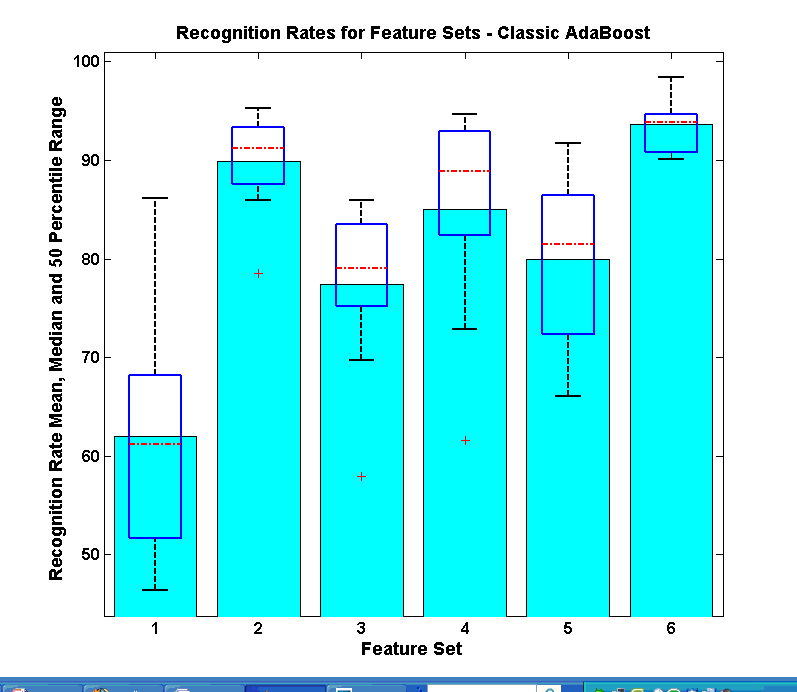 Recognition Rates for Feature Sets - Classic AdaBoost
Recognition Rate Mean, Median and 50 Percentile Range
100
90
80
70
60
50
1 2 3 4 5 6
Feature Set